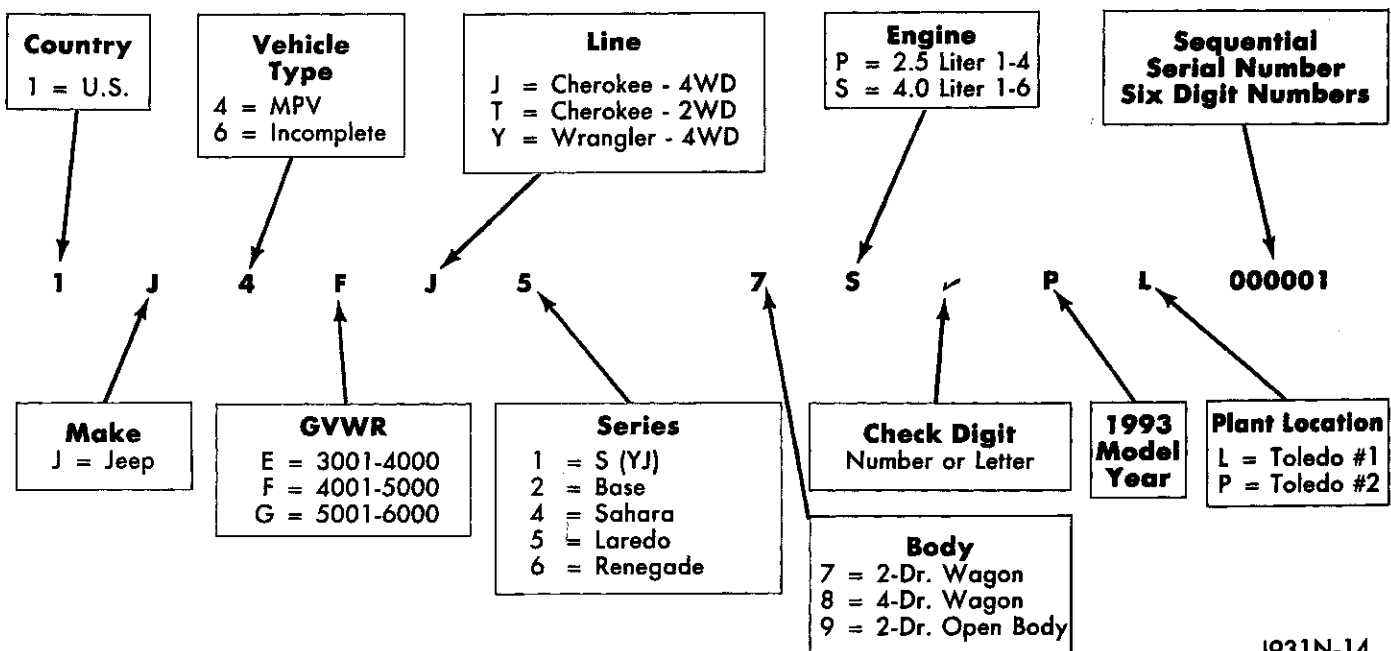 Country
1 = U.S.
Vehicle
Type
4 = MPV
6 = Incomplete
Line
J = Cherokee - 4WD
T = Cherokee - 2WD
Y = Wrangler - 4WD
Engine
P = 2.5 Liter 1-4
S = 4.0 Liter 1-6
Sequential
Serial Number
Six Digit Numbers
1 J 4 F J 5 7 S P L 000001
Make
J = Jeep
GVWR
E = 3001-4000
F = 4001-5000
G = 5001-6000
Series
1 = S (YJ)
2 = Base
4 = Sahara
5 = Laredo
6 = Renegade
Body
7 = 2-Dr. Wagon
8 = 4-Dr. Wagon
9 = 2-Dr. Open Body
Check Digit
Number or Letter
1993
Model
Year
Plant Location
L = Toledo #1
P = Toledo #2
J931N-14